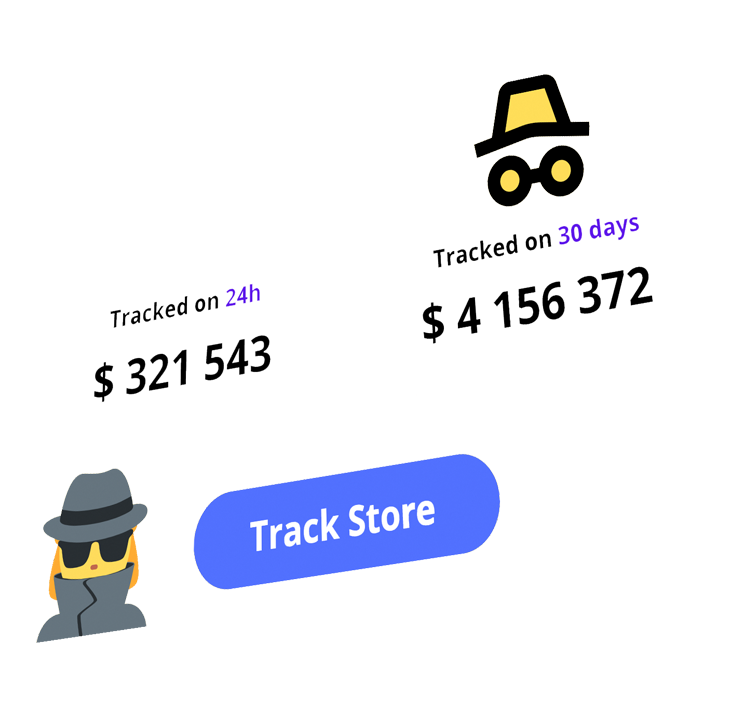 Tracked on 24h
$ 321 543
Tracked on 30 days
$ 4 156 372
Track Store